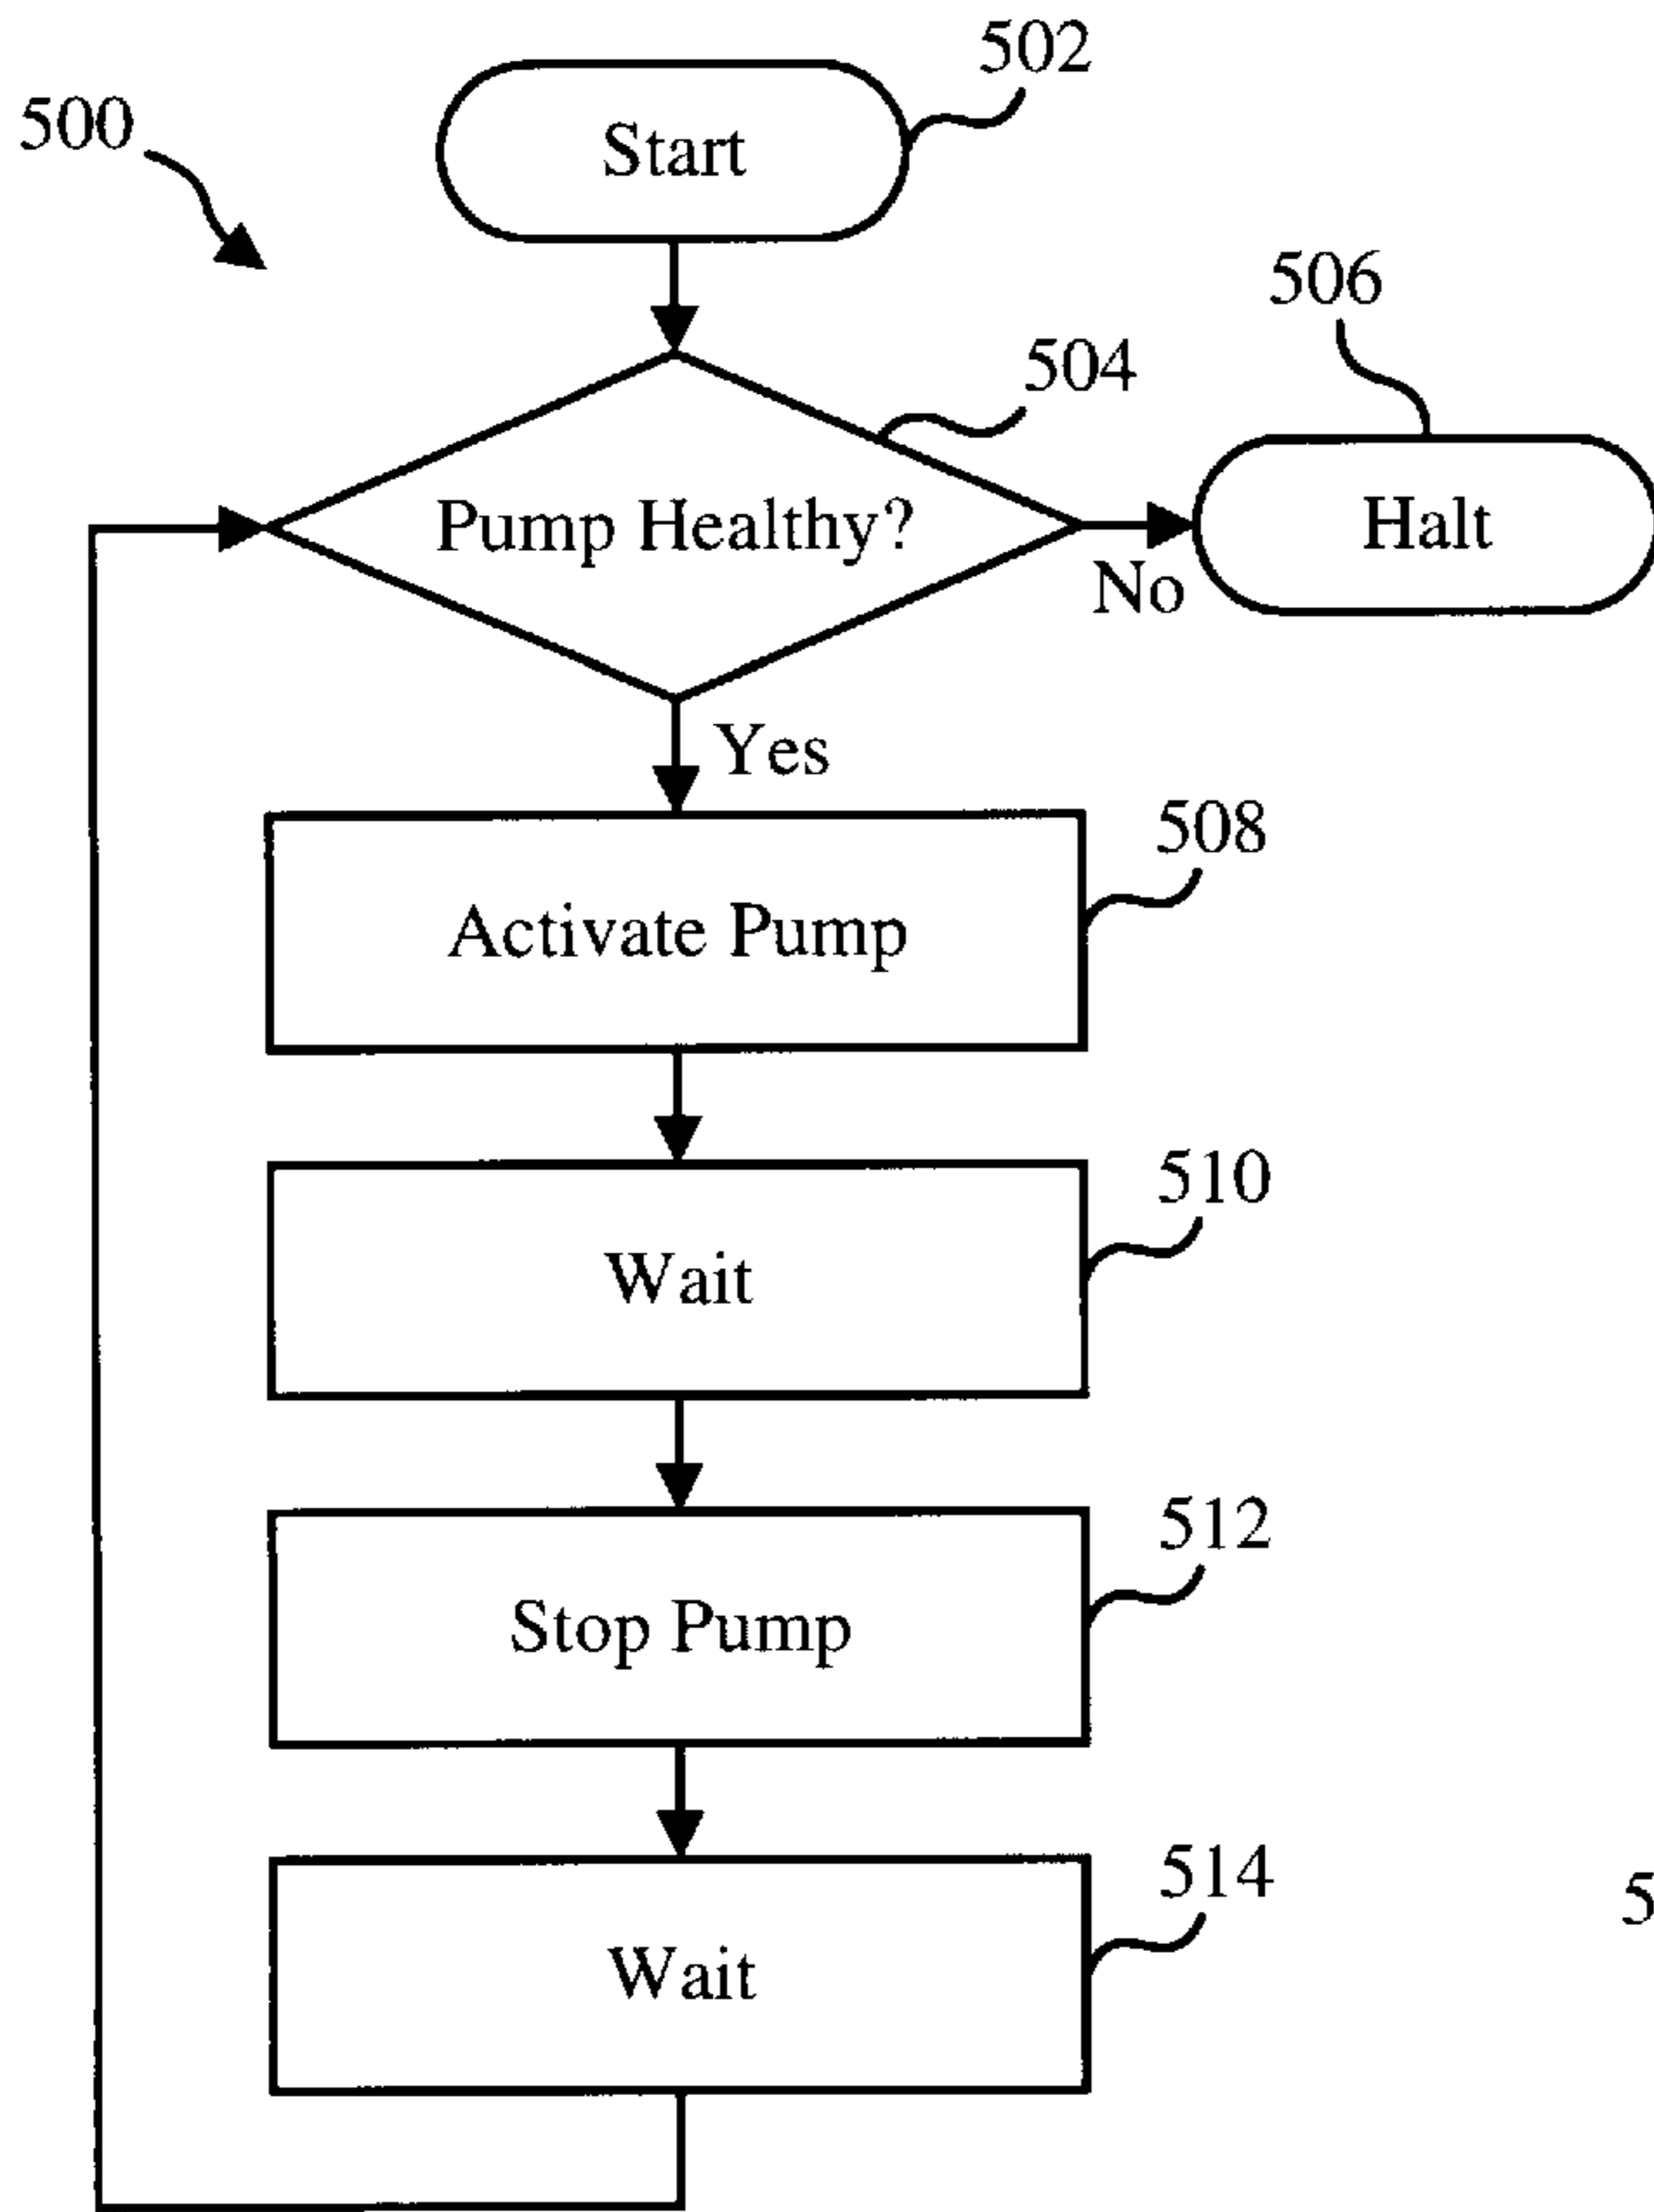 502
500
Start
506
504
Pump Healthy?
Halt
No
Yes
508
Activate Pump
510
Wait
512
Stop Pump
514
5
Wait